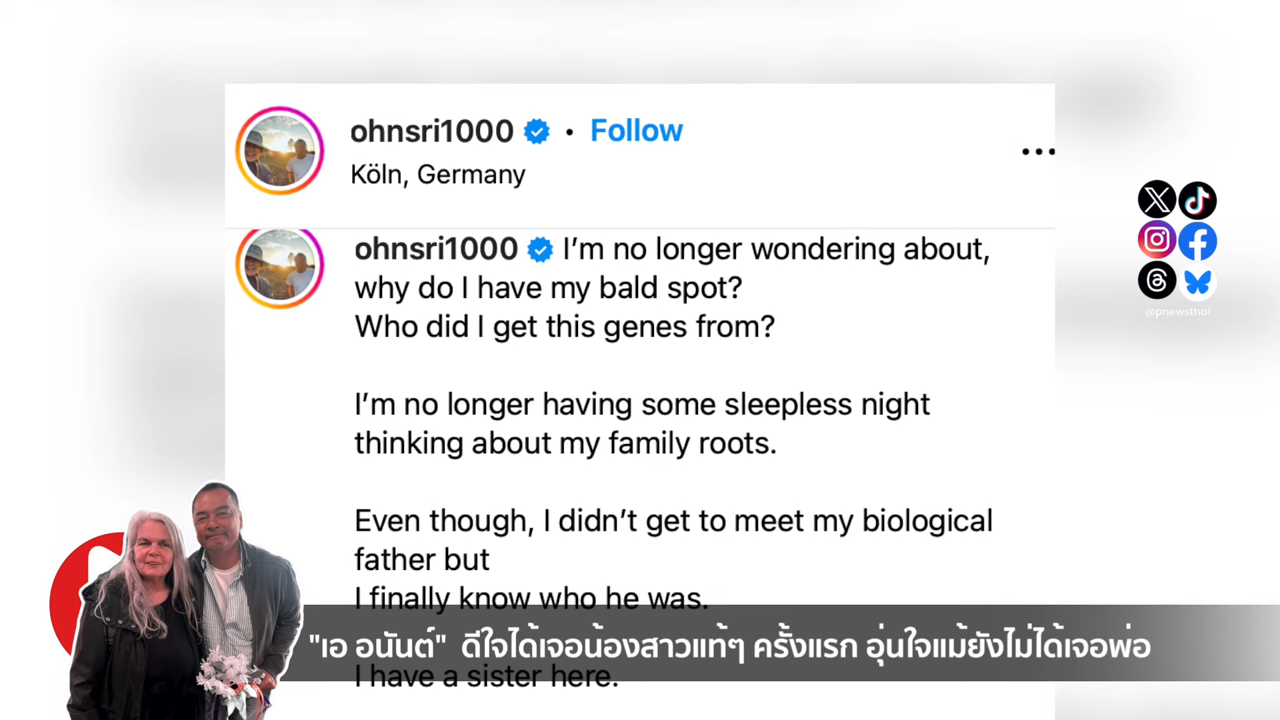 ohnsri1000 • Follow
Köln, Germany
ohnsri1000 I’m no longer wondering about,
why do I have my bald spot?
Who did I get this genes from?
I’m no longer having some sleepless night
thinking about my family roots.
Even though, I didn’t get to meet my biological
father but
I finally know who he was.
I have a sister here.
"เอ อนันต์" ดีใจได้เจอน้องสาวแท้ๆ ครั้งแรก อุ่นใจแม้ยังไม่ได้เจอพ่อ
@pnewsthai